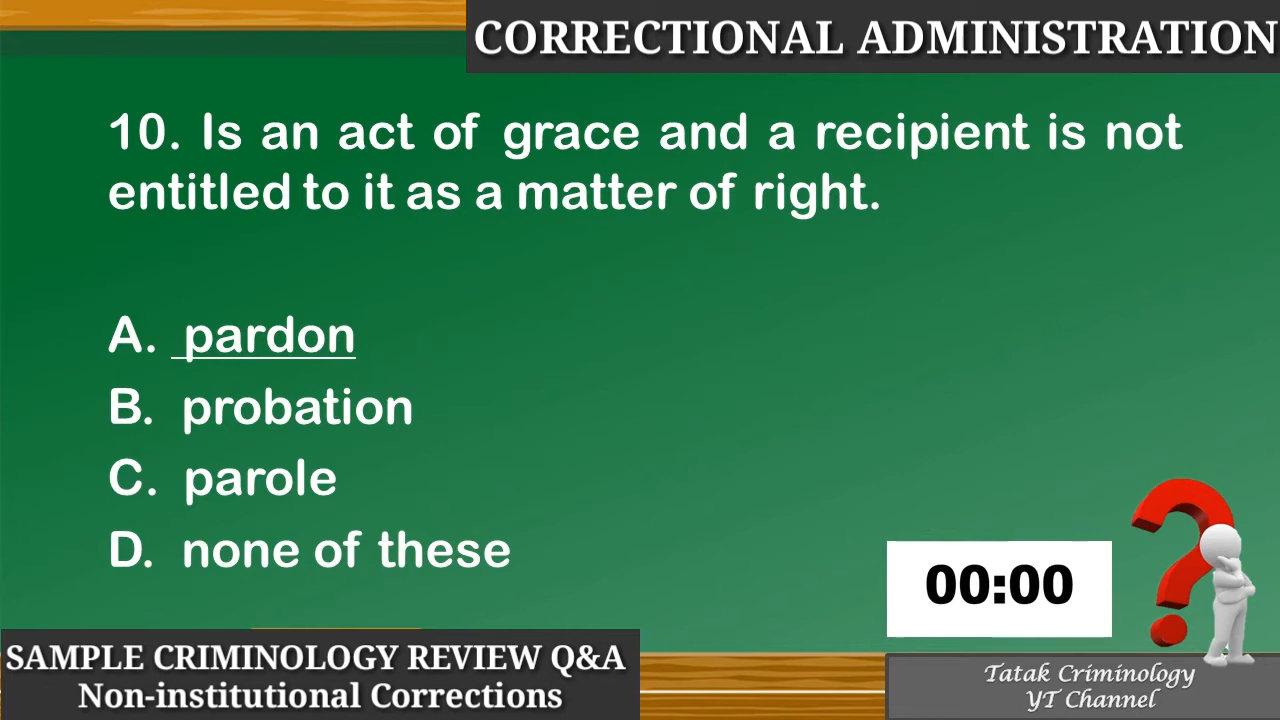 CORRECTIONAL ADMINISTRATION
10. Is an act of grace and a recipient is not
entitled to it as a matter of right.
A. pardon
B. probation
C. parole
D. none of these
00:00
SAMPLE CRIMINOLOGY REVIEW Q&A
Non-institutional Corrections
Tatak Criminology
YT Channel